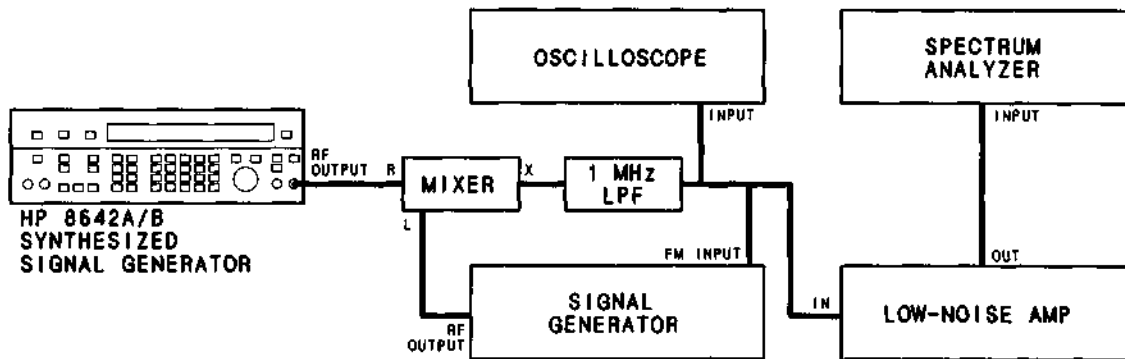 OSCILLOSCOPE
INPUT
SPECTRUM
ANALYZER
INPUT
RF
OUTPUT
HP 8642A/B
SYNTHESIZED
SIGNAL GENERATOR
R
MIXER
X
L
1 MHz
LPF
FM INPUT
SIGNAL
GENERATOR
RF
OUTPUT
OUT
IN
LOW-NOISE AMP